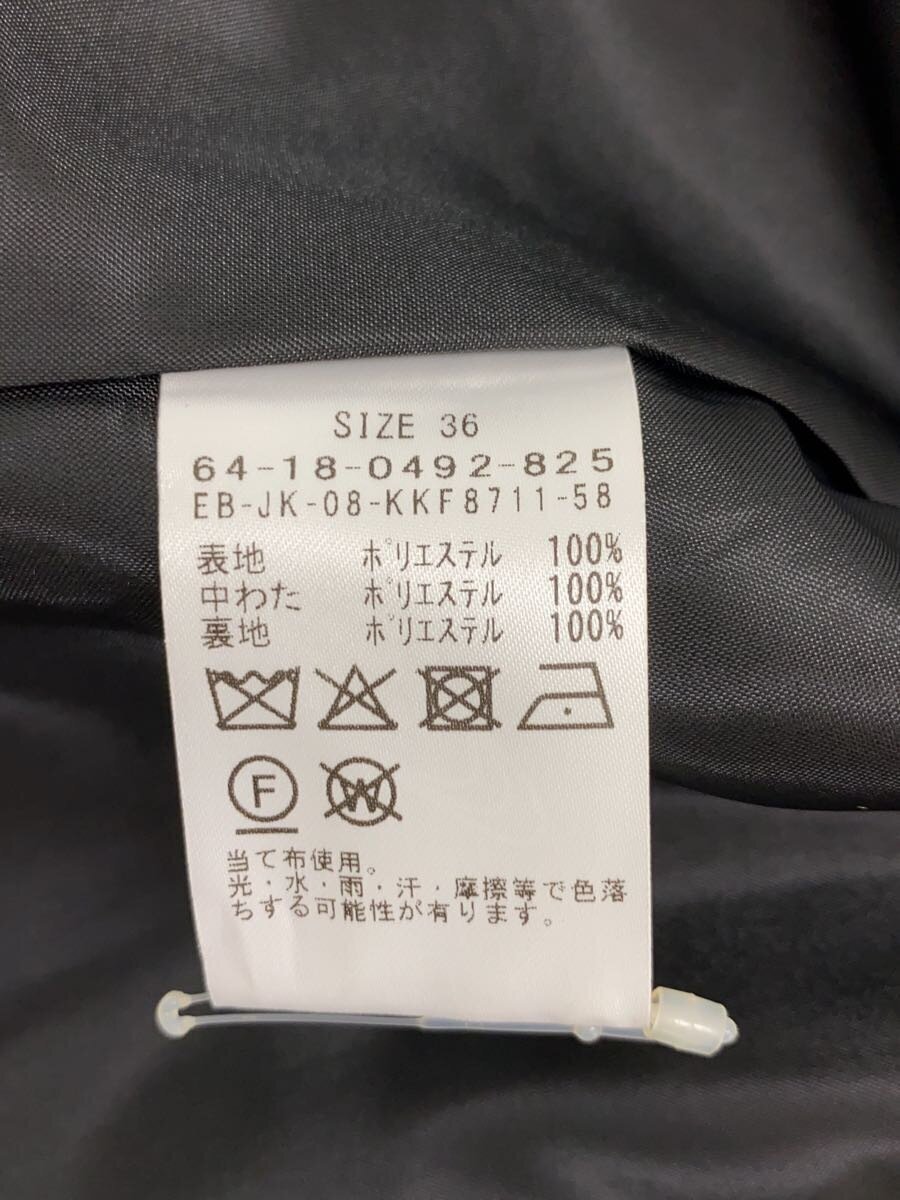 SIZE 36
64-18-0492-825
EB-JK-08-KKF8711-58
表地 ポリエステル 100%
中わた ポリエステル 100%
裏地 ポリエステル 100%
F W
当て布使用。
光・水・雨・汗・摩擦等で色落
ちする可能性が有ります。